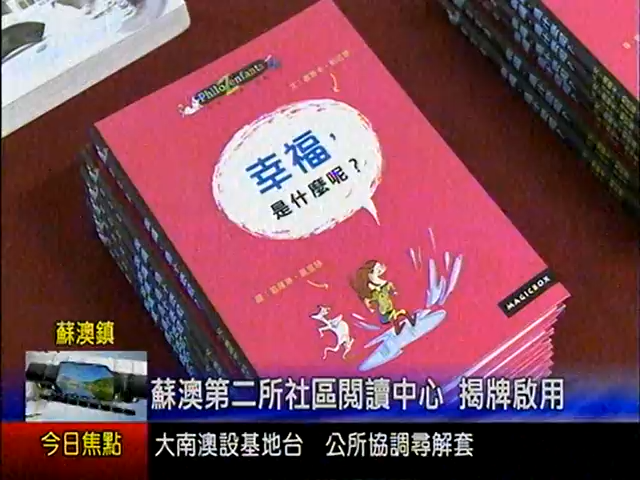 Philo Z enfants
幸福，
是什麼呢？
MAGICBOX
蘇澳鎮
蘇澳第二所社區閱讀中心 揭牌啟用
今日焦點
大南澳設基地台 公所協調尋解套